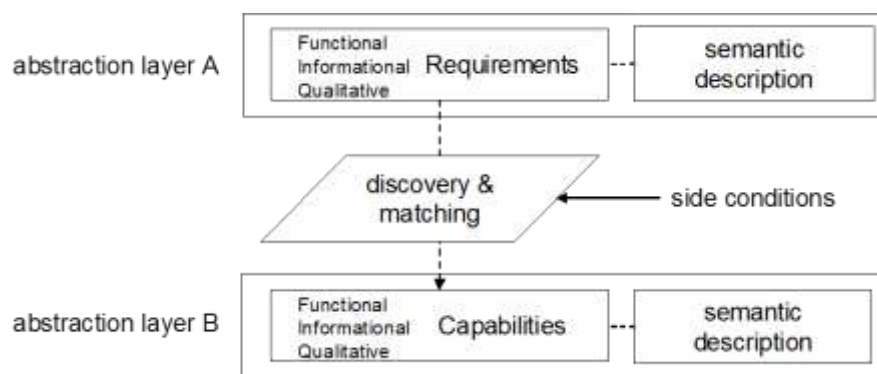 abstraction layer A
Functional
Informational
Qualitative
Requirements
semantic
description
discovery &
matching
side conditions
abstraction layer B
Functional
Informational
Qualitative
Capabilities
semantic
description